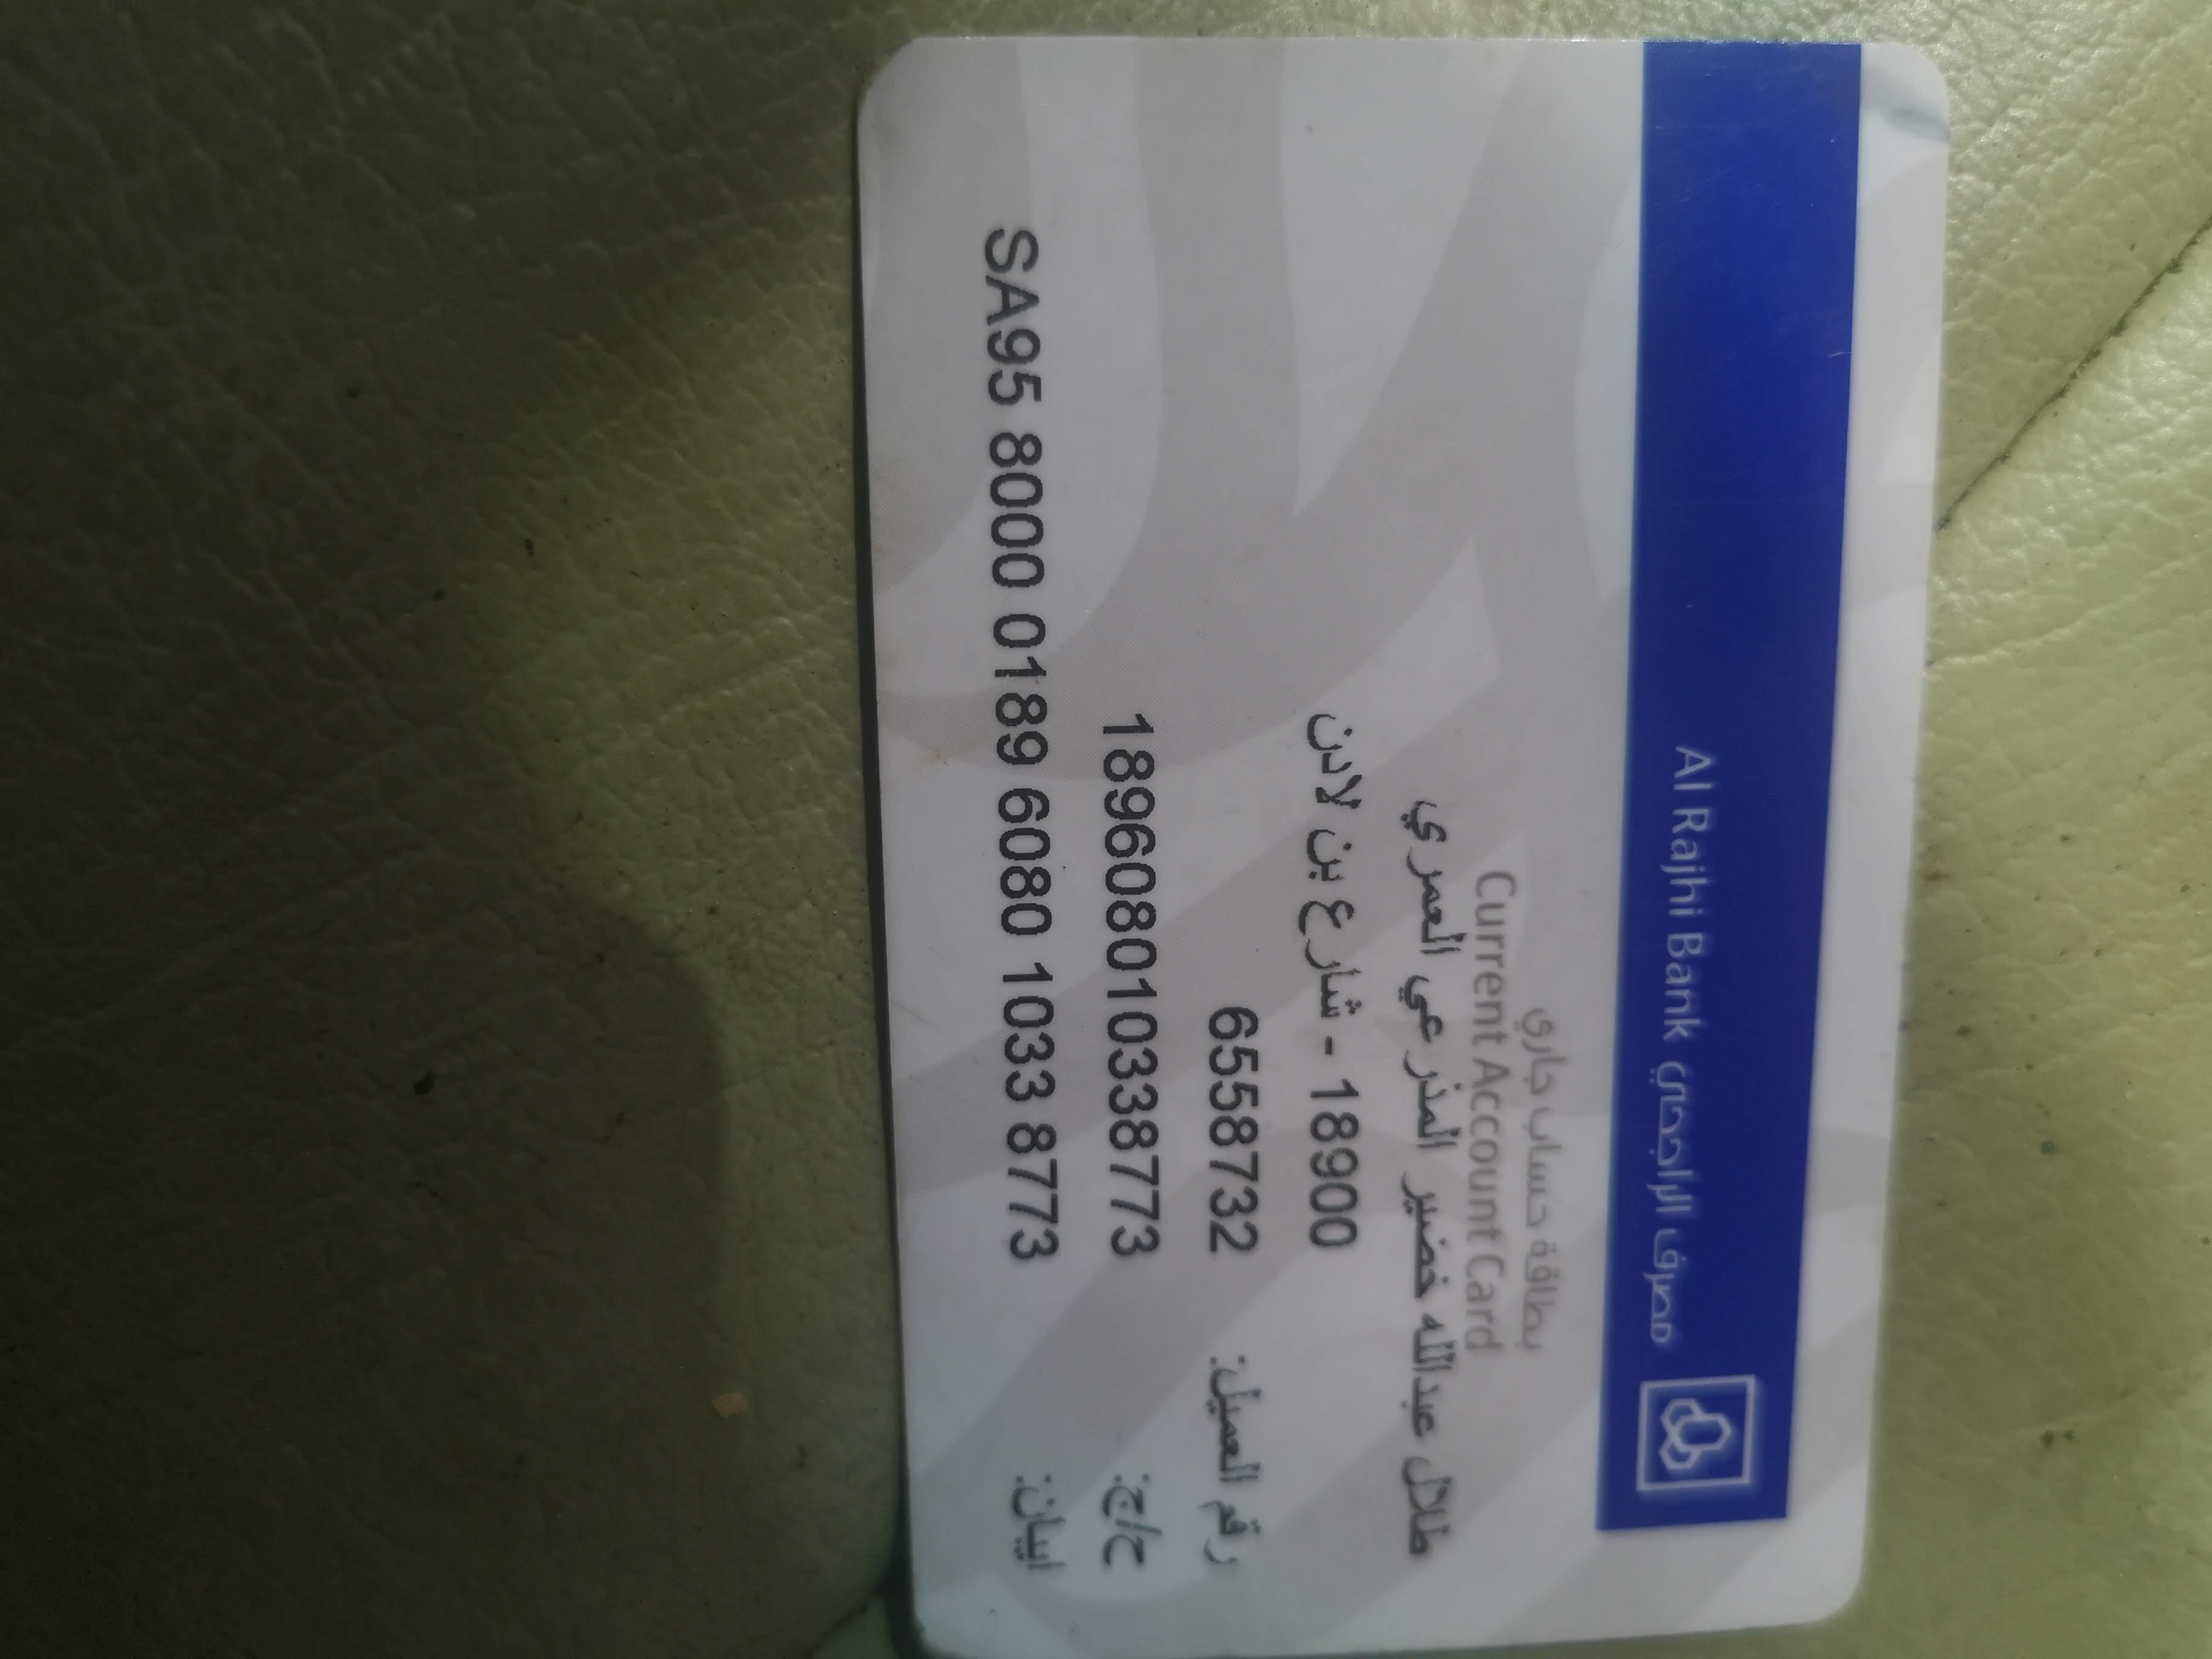 مصرف الراجحي Al Rajhi Bank
بطاقة حساب جاري
Current Account Card
طلال عبدالله خضير المذرعي العمري
18900 - شارع بن لادن
رقم العميل: 6558732
ح/ج: 189608010338773
ايبان: SA95 8000 0189 6080 1033 8773